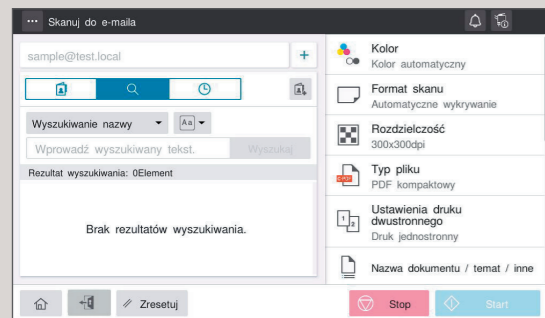 Skanuj do e-maila
sample@test.local
+
Wyszukiwanie nazwy
Aa
Wprowadź wyszukiwany tekst.
Wyszukaj
Rezultat wyszukiwania: 0Element
Brak rezultatów wyszukiwania.
Kolor
Kolor automatyczny
Format skanu
Automatyczne wykrywanie
Rozdzielczość
300x300dpi
Typ pliku
PDF kompaktowy
Ustawienia druku
dwustronnego
Druk jednostronny
1 2
Nazwa dokumentu / temat / inne
Zresetuj
Stop
Start